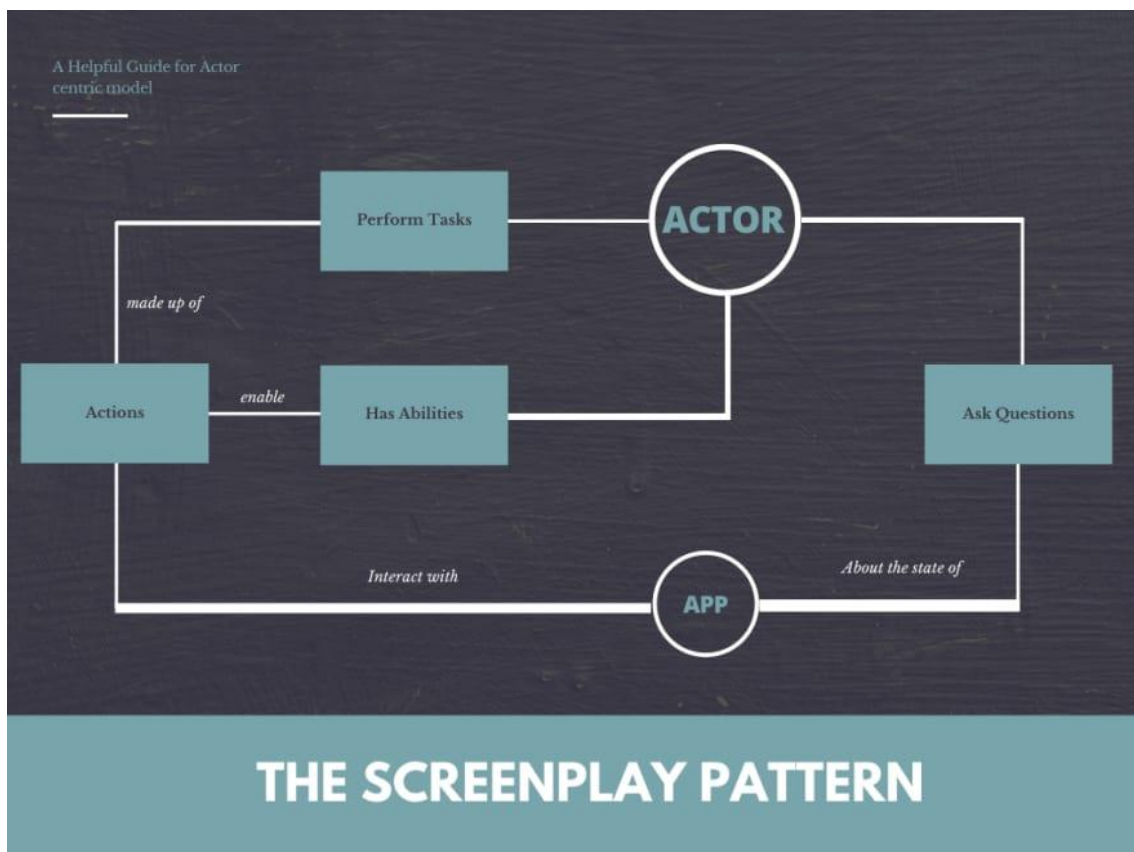 A Helpful Guide for Actor
centric model
Perform Tasks
ACTOR
made up of
Actions
enable
Has Abilities
Ask Questions
Interact with
APP
About the state of
THE SCREENPLAY PATTERN